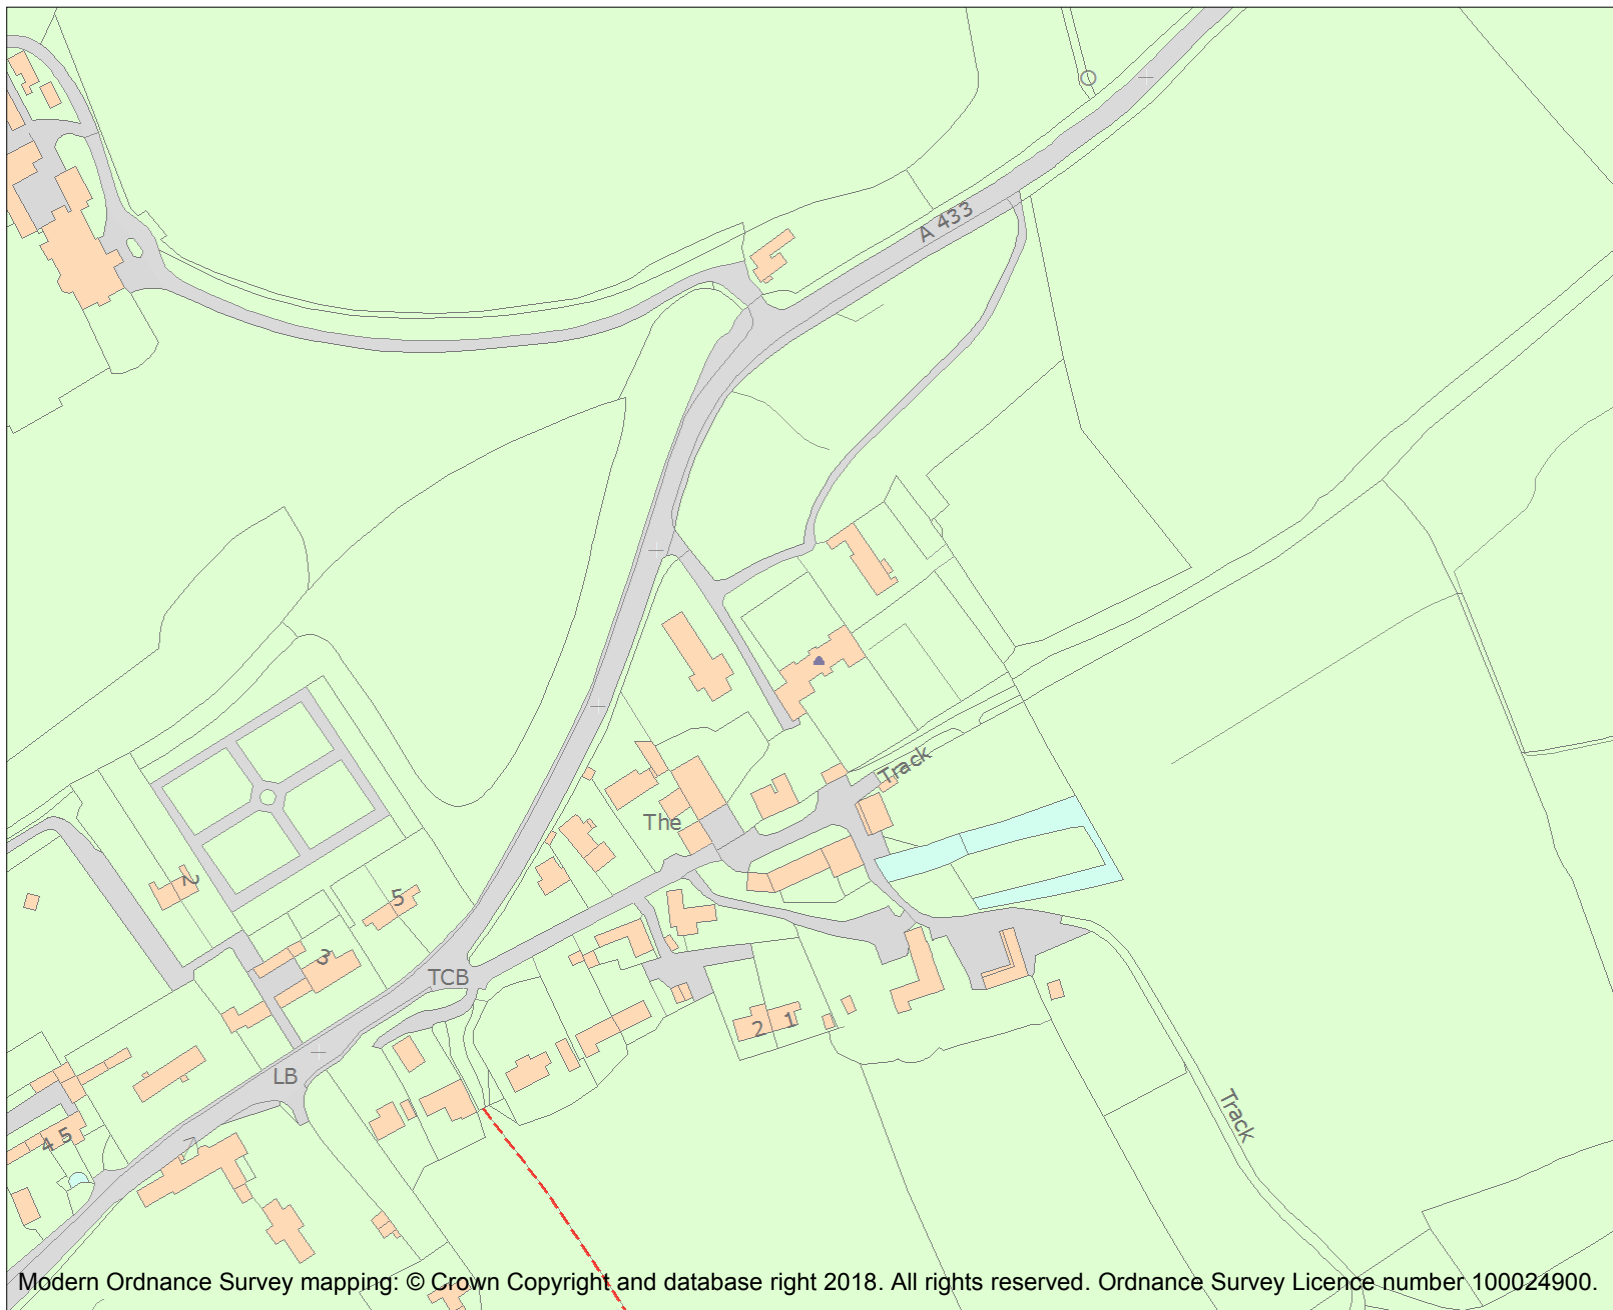 A 433
Track
The
2
5
3
TCB
2 1
LB
Track
4 5
7
Modern Ordnance Survey mapping: © Crown Copyright and database right 2018. All rights reserved. Ordnance Survey Licence number 100024900.